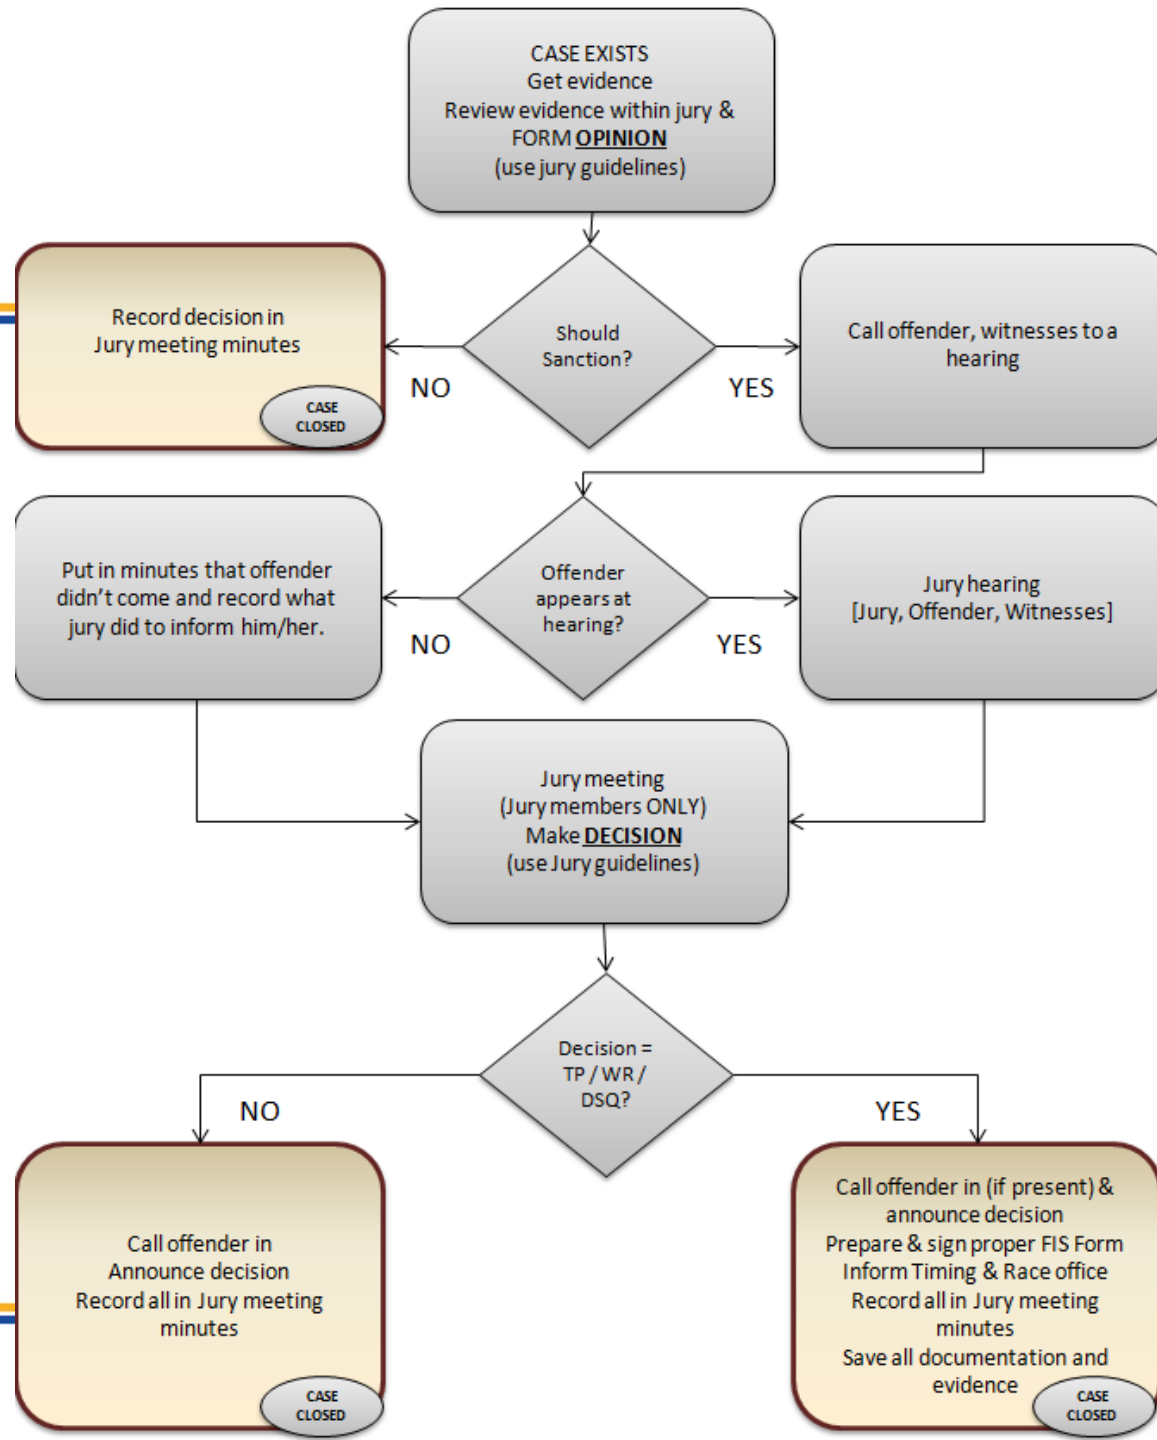 CASE EXISTS
Get evidence
Review evidence within jury &
FORM OPINION
(use jury guidelines)
Record decision in
Jury meeting minutes
CASE
CLOSED
Should
Sanction?
NO
YES
Call offender, witnesses to a
hearing
Put in minutes that offender
didn't come and record what
jury did to inform him/her.
Offender
appears at
hearing?
NO
YES
Jury hearing
[Jury, Offender, Witnesses]
Jury meeting
(Jury members ONLY)
Make DECISION
(use Jury guidelines)
Decision =
TP / WR /
DSQ?
NO
YES
Call offender in
Announce decision
Record all in Jury meeting
minutes
CASE
CLOSED
Call offender in (if present) &
announce decision
Prepare & sign proper FIS Form
Inform Timing & Race office
Record all in Jury meeting
minutes
Save all documentation and
evidence
CASE
CLOSED